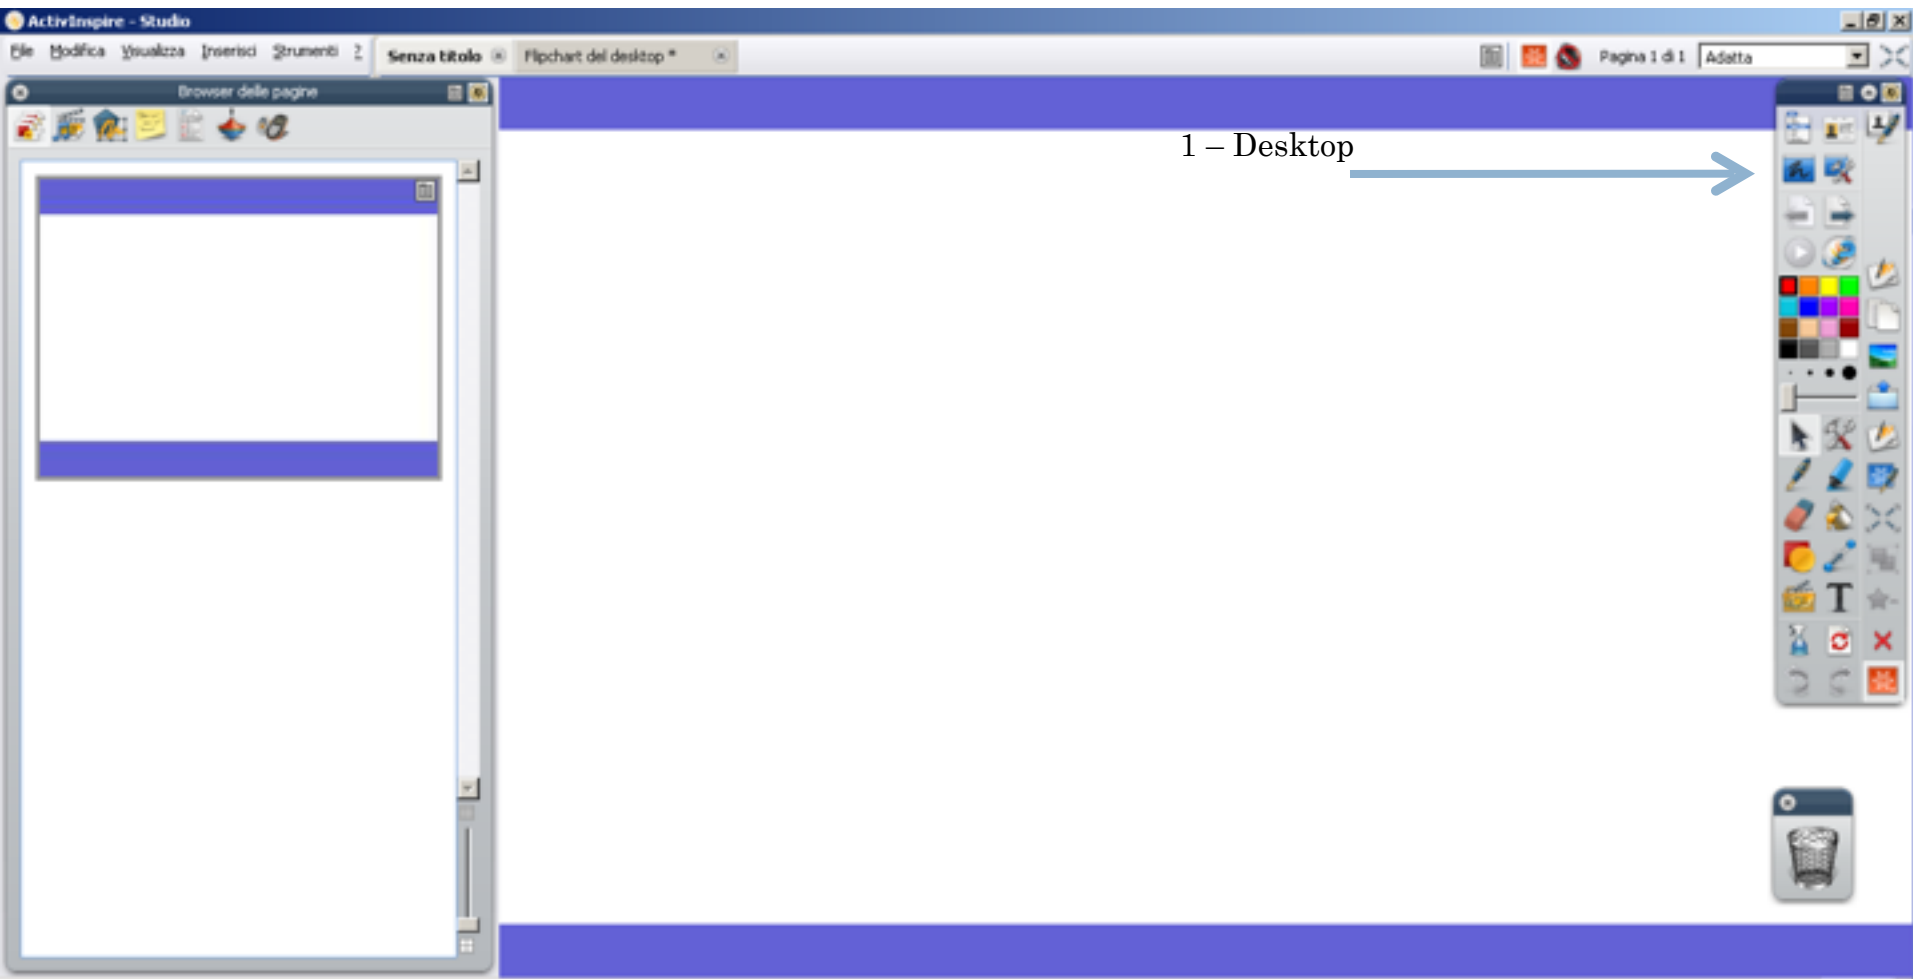 ActivInspire - Studio
File Modifica Visualizza Inserisci Strumenti ? Senza titolo Flipchart del desktop * Pagina 1 di 1 Adatta
Browser delle pagine
1 – Desktop
T